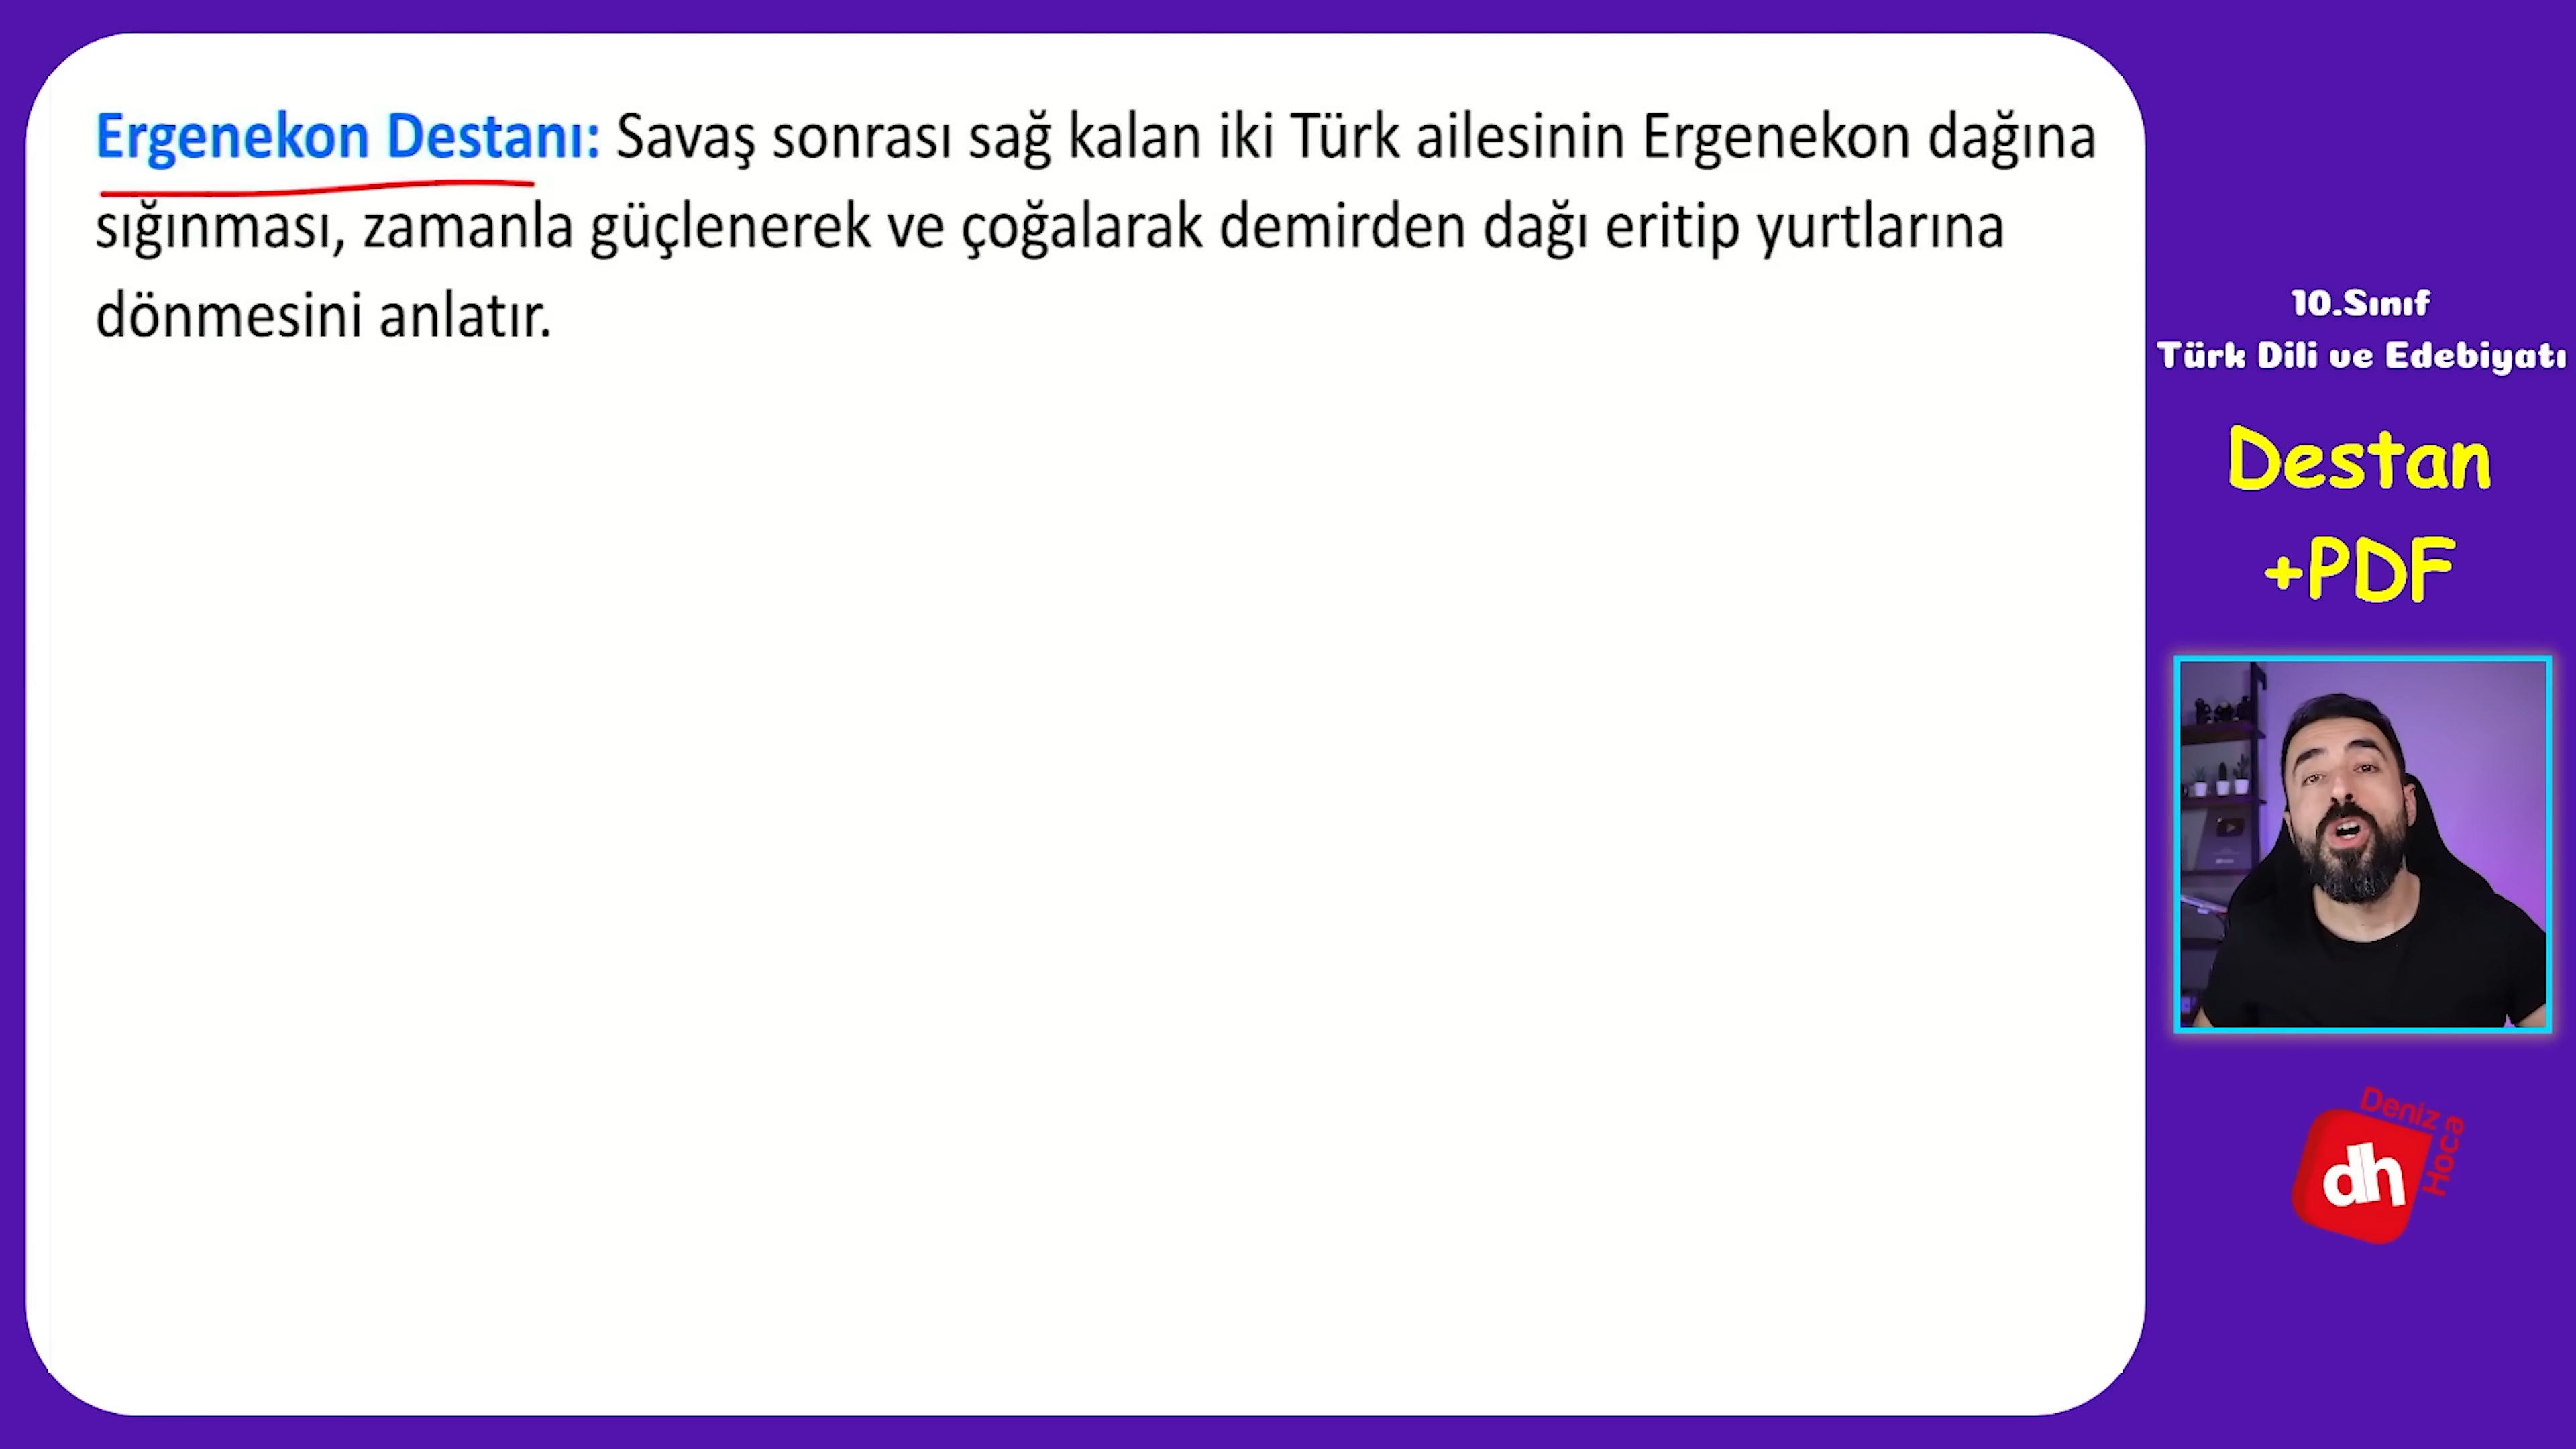 Ergenekon Destanı: Savaş sonrası sağ kalan iki Türk ailesinin Ergenekon dağına
sığınması, zamanla güçlenerek ve çoğalarak demirden dağı eritip yurtlarına
dönmesini anlatır.
10.Sınıf
Türk Dili ve Edebiyatı
Destan
+PDF
Deniz
Hoca
dh